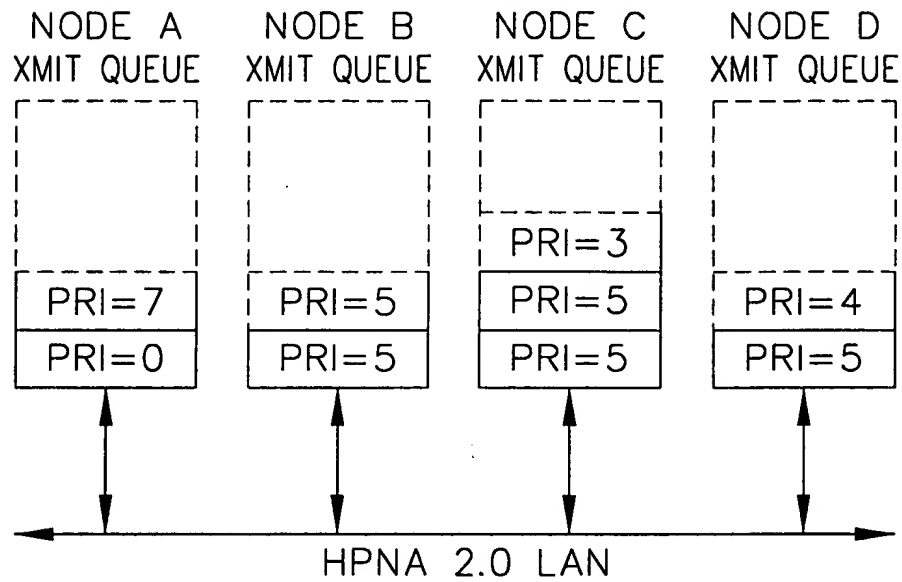 NODE A NODE B NODE C NODE D
XMIT QUEUE XMIT QUEUE XMIT QUEUE XMIT QUEUE
PRI=3
PRI=7 PRI=5 PRI=5 PRI=4
PRI=0 PRI=5 PRI=5 PRI=5
HPNA 2.0 LAN